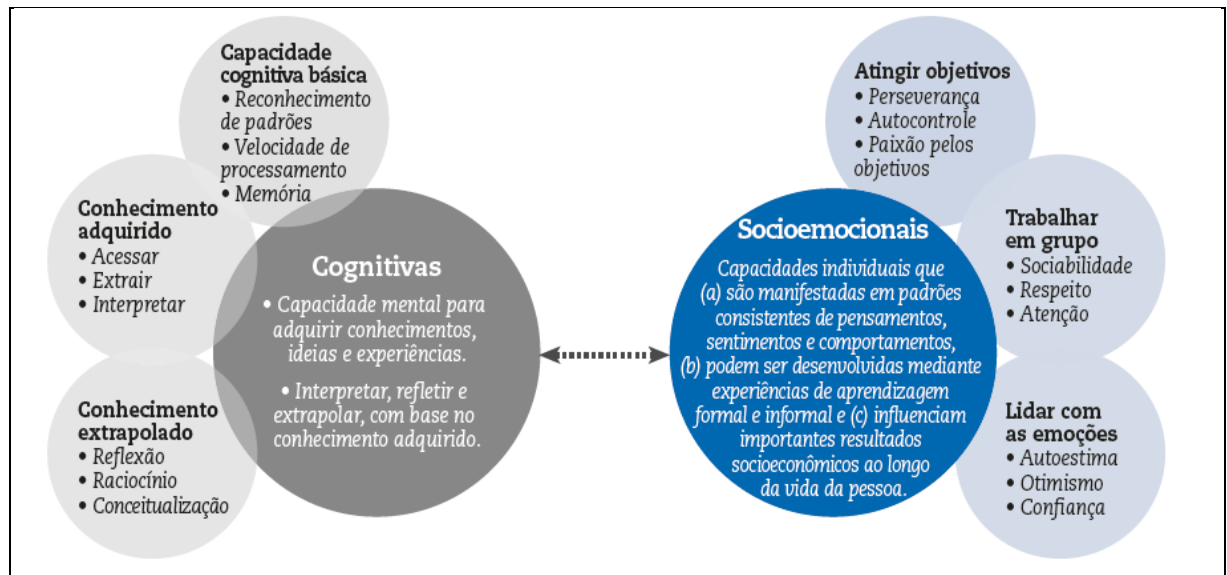 Capacidade
cognitiva básica
• Reconhecimento
de padrões
• Velocidade de
processamento
• Memória
Conhecimento
adquirido
• Acessar
• Extrair
• Interpretar
Conhecimento
extrapolado
• Reflexão
• Raciocínio
• Conceitualização
Cognitivas
• Capacidade mental para
adquirir conhecimentos,
ideias e experiências.
• Interpretar, refletir e
extrapolar, com base no
conhecimento adquirido.
Socioemocionais
Capacidades individuais que
(a) são manifestadas em padrões
consistentes de pensamentos,
sentimentos e comportamentos,
(b) podem ser desenvolvidas mediante
experiências de aprendizagem
formal e informal e (c) influenciam
importantes resultados
socioeconômicos ao longo
da vida da pessoa.
Atingir objetivos
• Perseverança
• Autocontrole
• Paixão pelos
objetivos
Trabalhar
em grupo
• Sociabilidade
• Respeito
• Atenção
Lidar com
as emoções
• Autoestima
• Otimismo
• Confiança